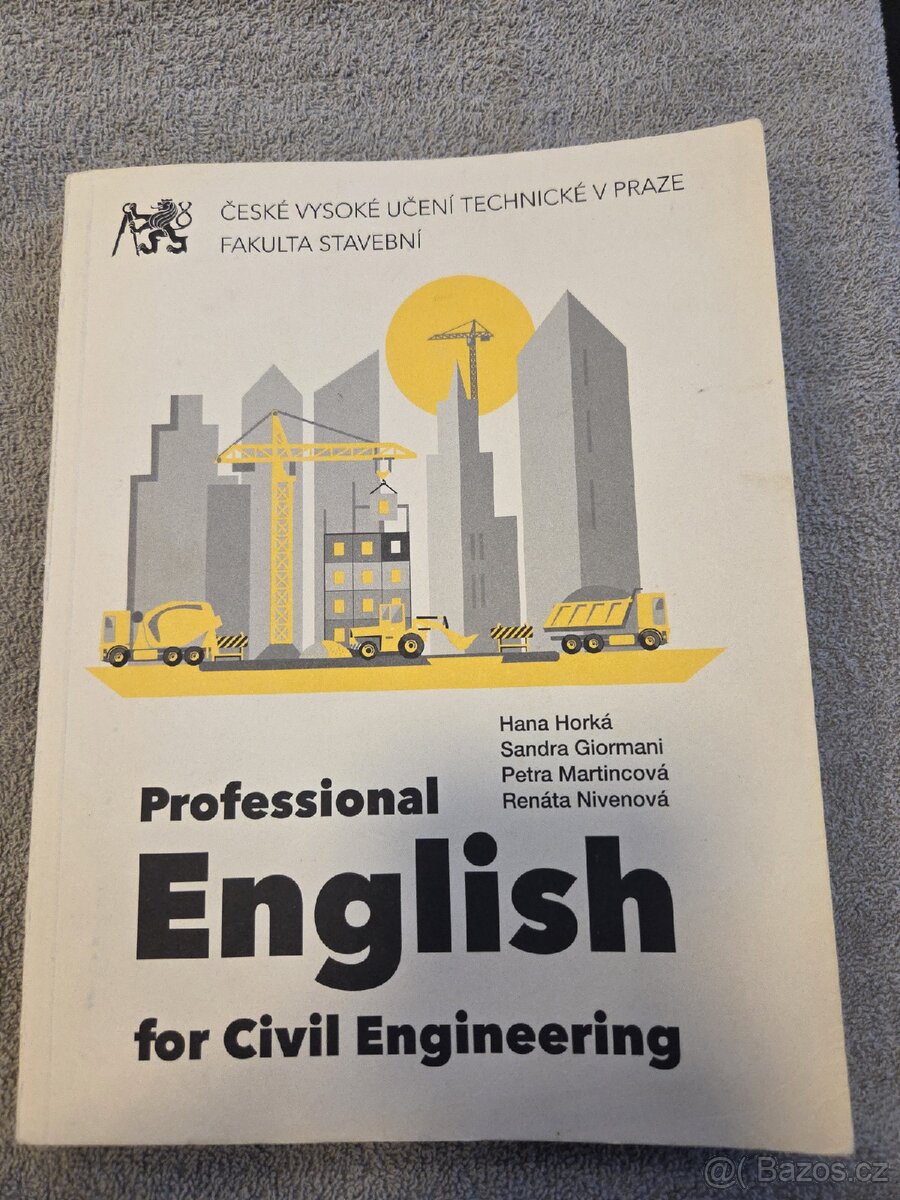 ČESKÉ VYSOKÉ UČENÍ TECHNICKÉ V PRAZE
FAKULTA STAVEBNÍ
Hana Horká
Sandra Giormani
Petra Martincová
Renáta Nivenová
Professional
English
for Civil Engineering
@( Bazos.cz